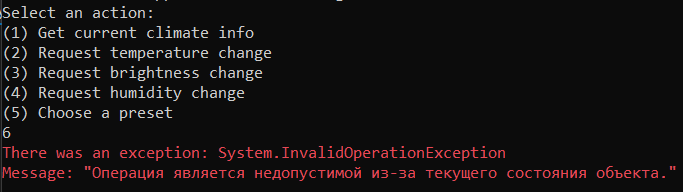 Select an action:
(1) Get current climate info
(2) Request temperature change
(3) Request brightness change
(4) Request humidity change
(5) Choose a preset
6
There was an exception: System.InvalidOperationException
Message: "Операция является недопустимой из-за текущего состояния объекта."